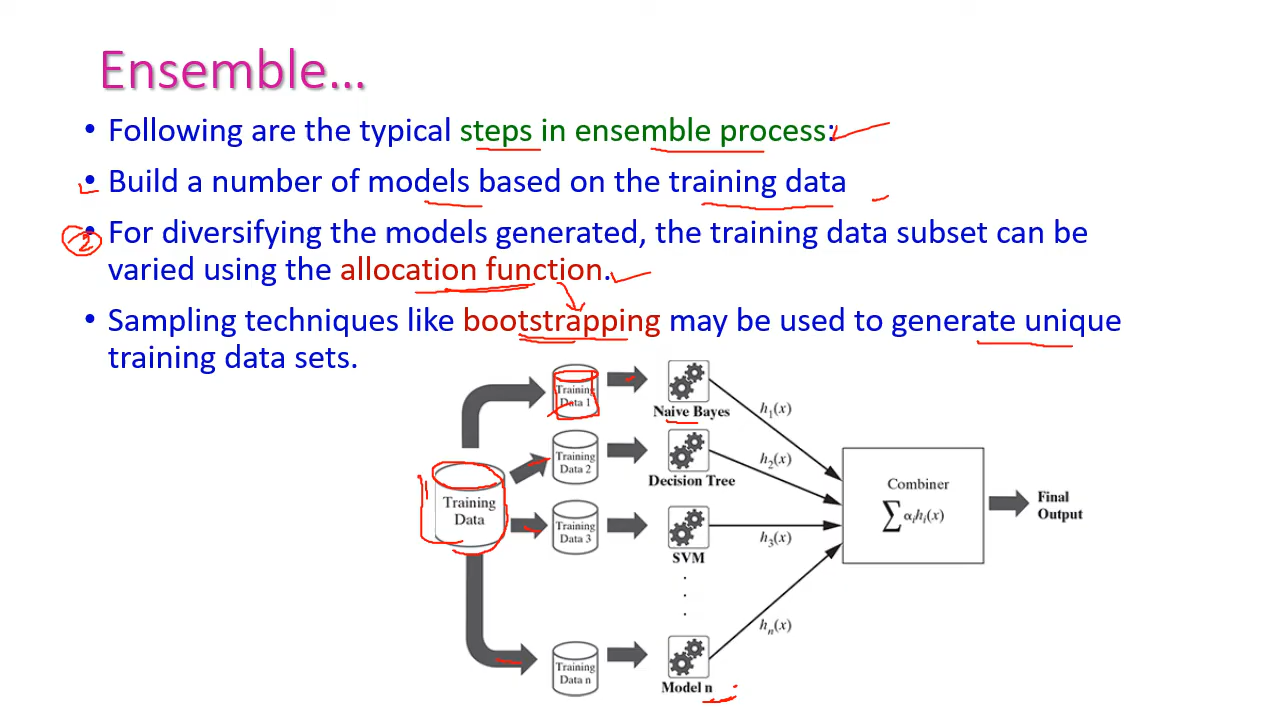 Ensemble...
• Following are the typical steps in ensemble process:
• Build a number of models based on the training data
② • For diversifying the models generated, the training data subset can be
varied using the allocation function.
• Sampling techniques like bootstrapping may be used to generate unique
training data sets.
Training
Data
Training
Data 1
Naive Bayes
h₁(x)
Training
Data 2
Decision Tree
h₂(x)
Training
Data 3
SVM
h₃(x)
Training
Data n
Model n
hₙ(x)
Combiner
∑ αᵢhᵢ(x)
Final
Output